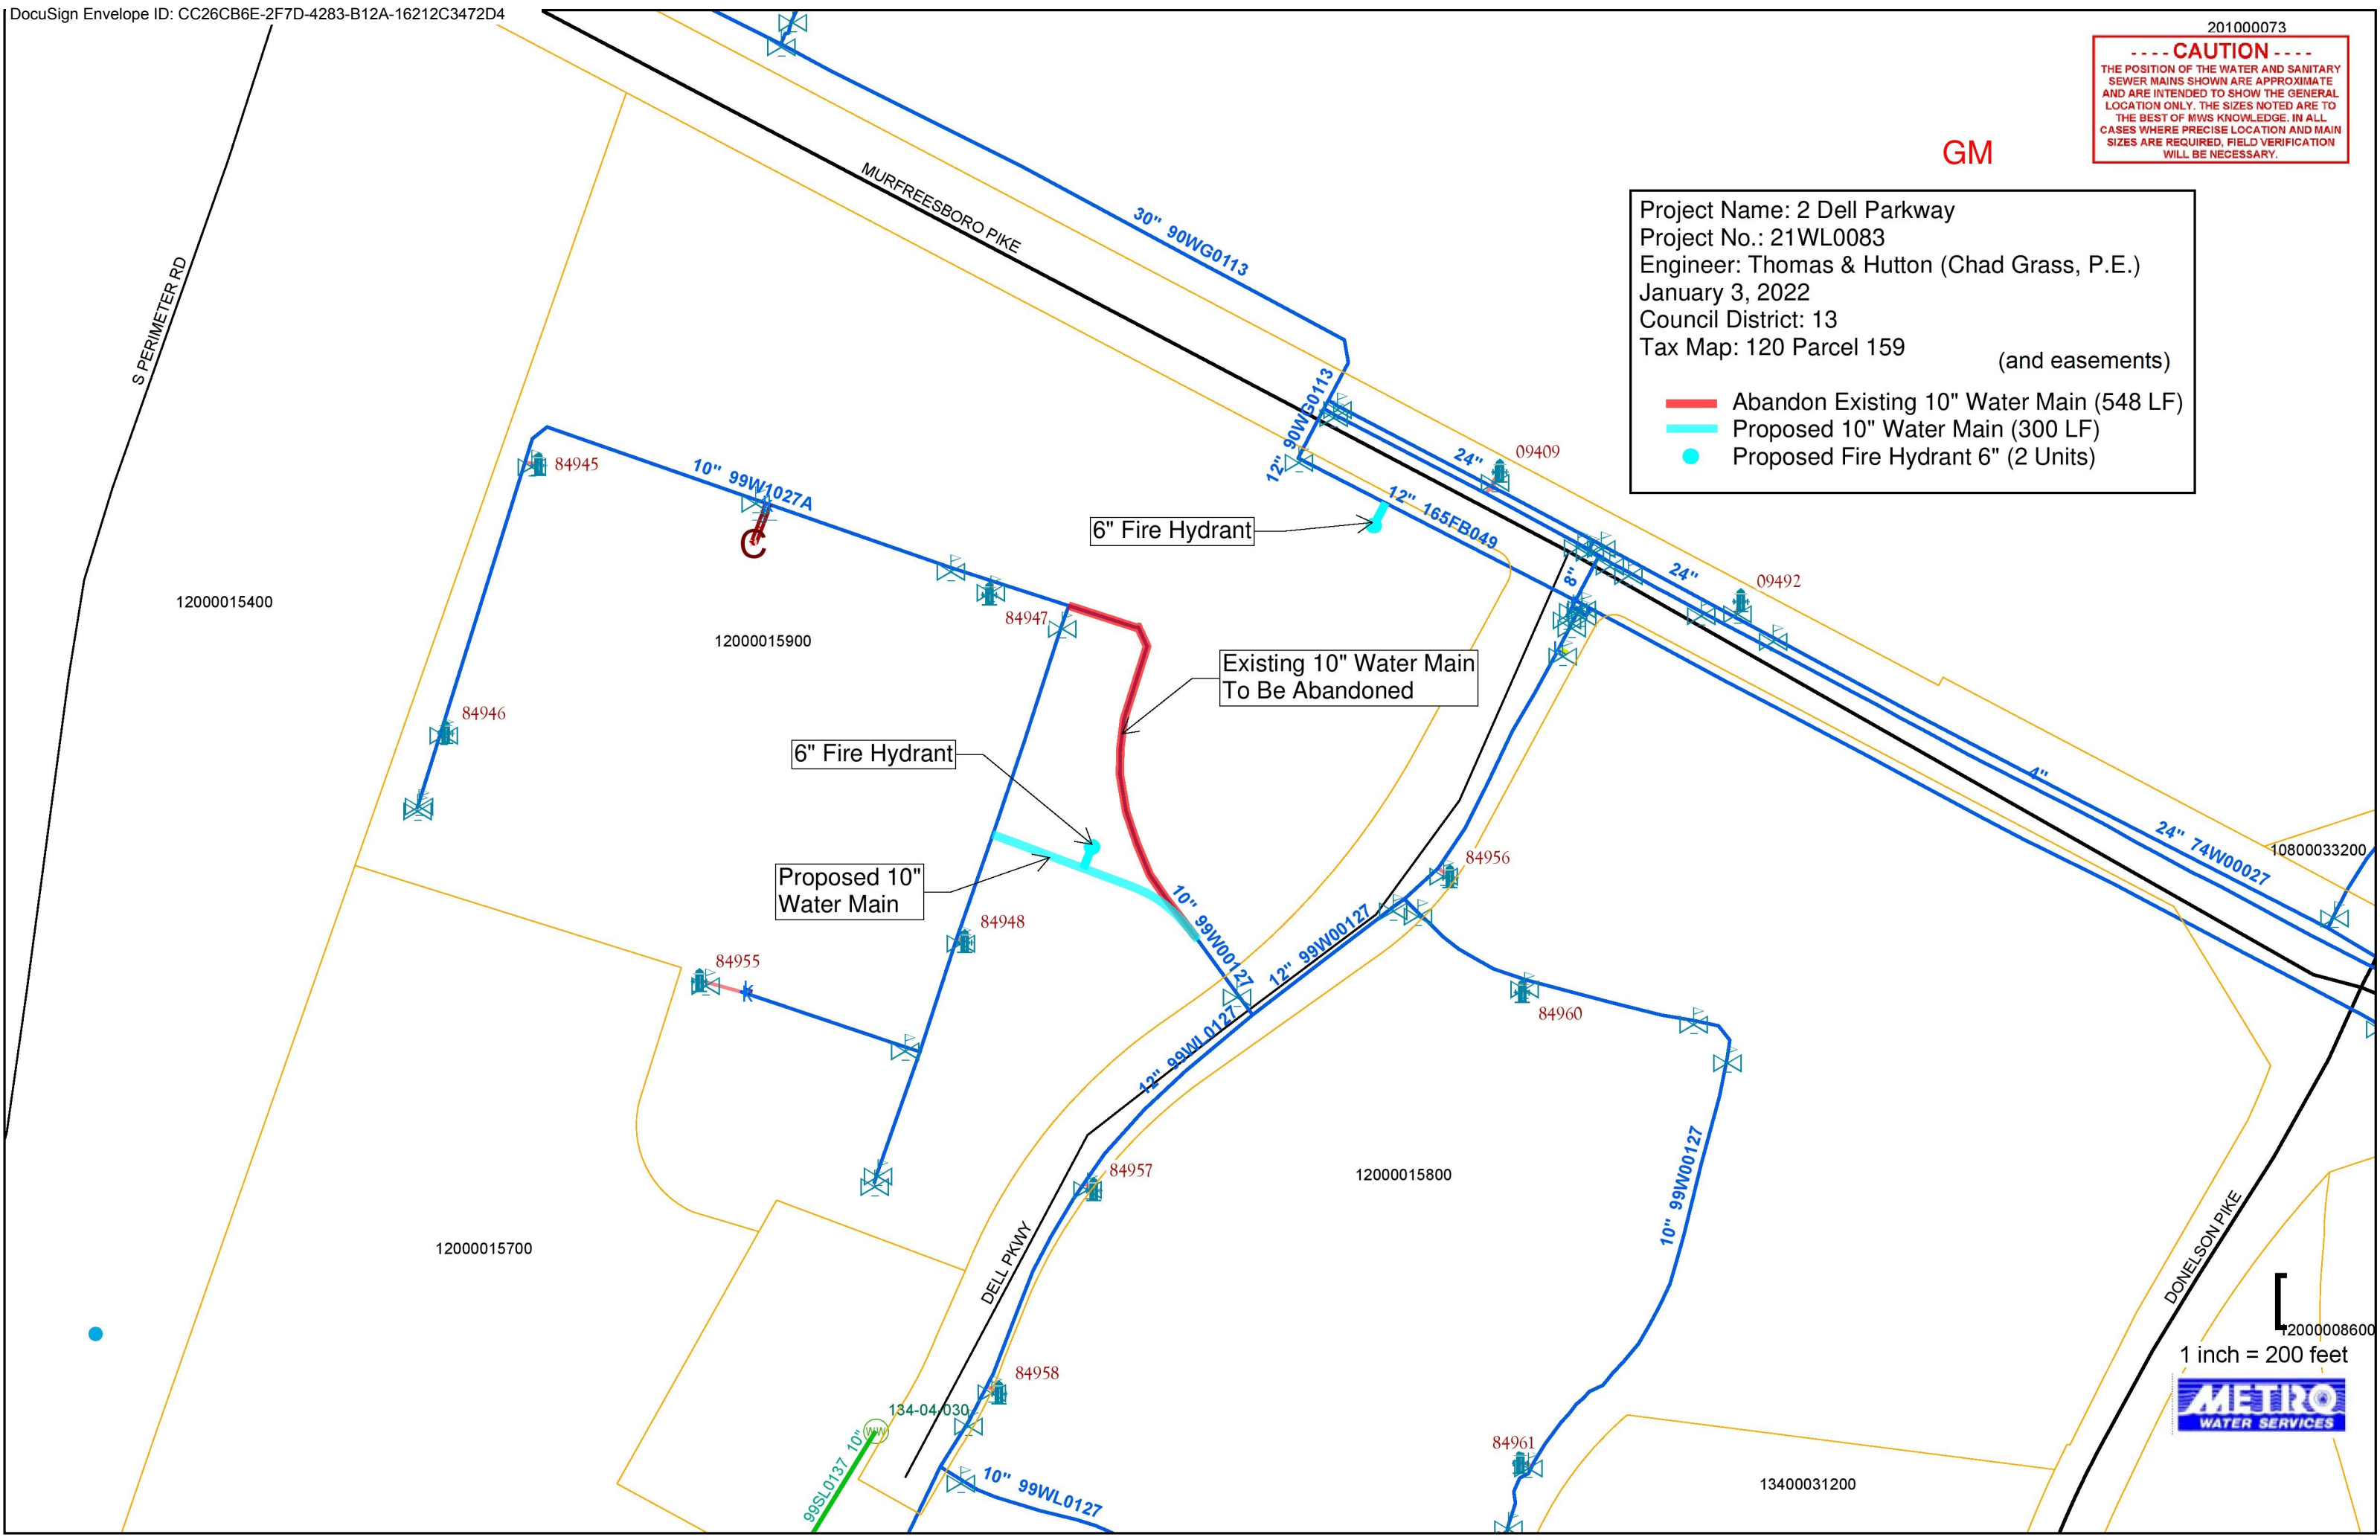 DocuSign Envelope ID: CC26CB6E-2F7D-4283-B12A-16212C3472D4
201000073
- - - - CAUTION - - - -
THE POSITION OF THE WATER AND SANITARY
SEWER MAINS SHOWN ARE APPROXIMATE
AND ARE INTENDED TO SHOW THE GENERAL
LOCATION ONLY. THE SIZES NOTED ARE TO
THE BEST OF MWS KNOWLEDGE. IN ALL
CASES WHERE PRECISE LOCATION AND MAIN
SIZES ARE REQUIRED, FIELD VERIFICATION
WILL BE NECESSARY.
GM
Project Name: 2 Dell Parkway
Project No.: 21WL0083
Engineer: Thomas & Hutton (Chad Grass, P.E.)
January 3, 2022
Council District: 13
Tax Map: 120 Parcel 159
(and easements)
Abandon Existing 10" Water Main (548 LF)
Proposed 10" Water Main (300 LF)
Proposed Fire Hydrant 6" (2 Units)
MURFREESBORO PIKE
30" 90WG0113
S PERIMETER RD
12" 90WG0113
24"
09409
84945
10" 99W1027A
C
12" 165FB049
6" Fire Hydrant
8"
24"
09492
12000015400
84947
12000015900
Existing 10" Water Main
To Be Abandoned
84946
6" Fire Hydrant
4"
24" 74W00027
10800033200
84956
Proposed 10"
Water Main
10" 99W00127
84948
12" 99W00127
84955
84960
12" 99WL0127
84957
12000015800
10" 99W00127
12000015700
DELL PKWY
DONELSON PIKE
12000008600
1 inch = 200 feet
84958
134-04-030
WW
METRO
WATER SERVICES
99SL0137 10"
84961
10" 99WL0127
13400031200